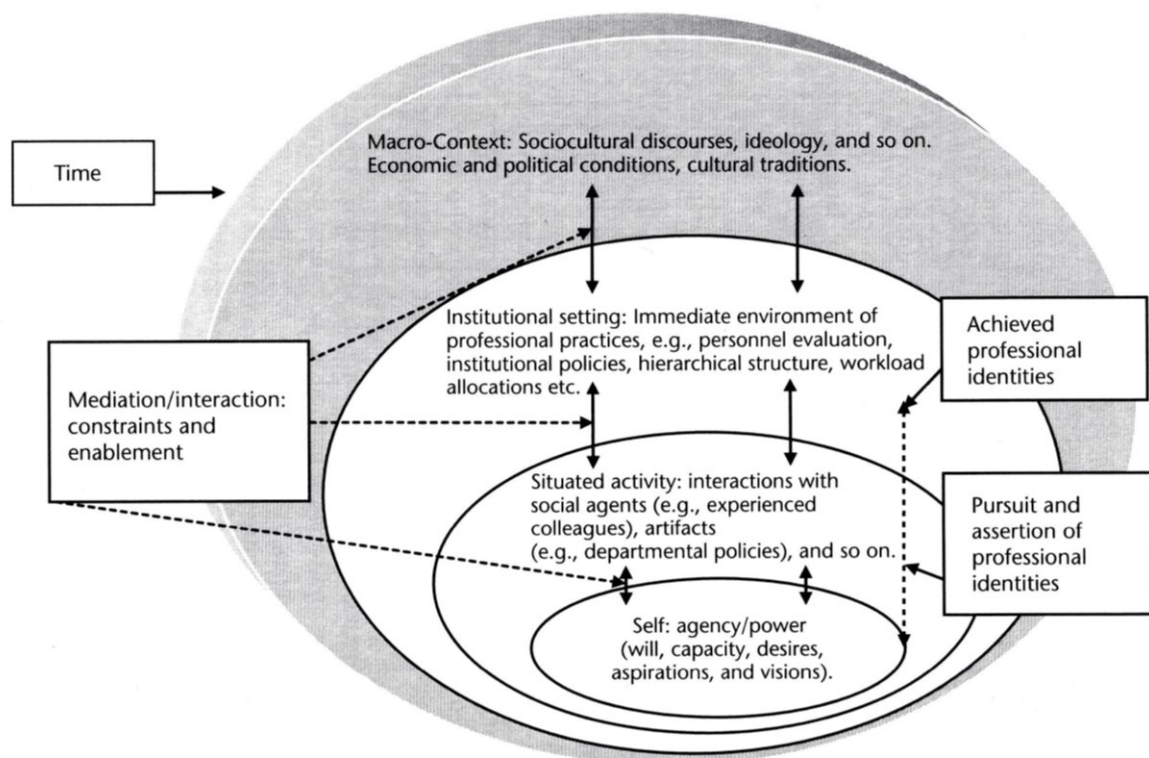 Macro-Context: Sociocultural discourses, ideology, and so on.
Economic and political conditions, cultural traditions.
Time
Institutional setting: Immediate environment of
professional practices, e.g., personnel evaluation,
institutional policies, hierarchical structure, workload
allocations etc.
Achieved
professional
identities
Mediation/interaction:
constraints and
enablement
Situated activity: interactions with
social agents (e.g., experienced
colleagues), artifacts
(e.g., departmental policies), and so on.
Pursuit and
assertion of
professional
identities
Self: agency/power
(will, capacity, desires,
aspirations, and visions).